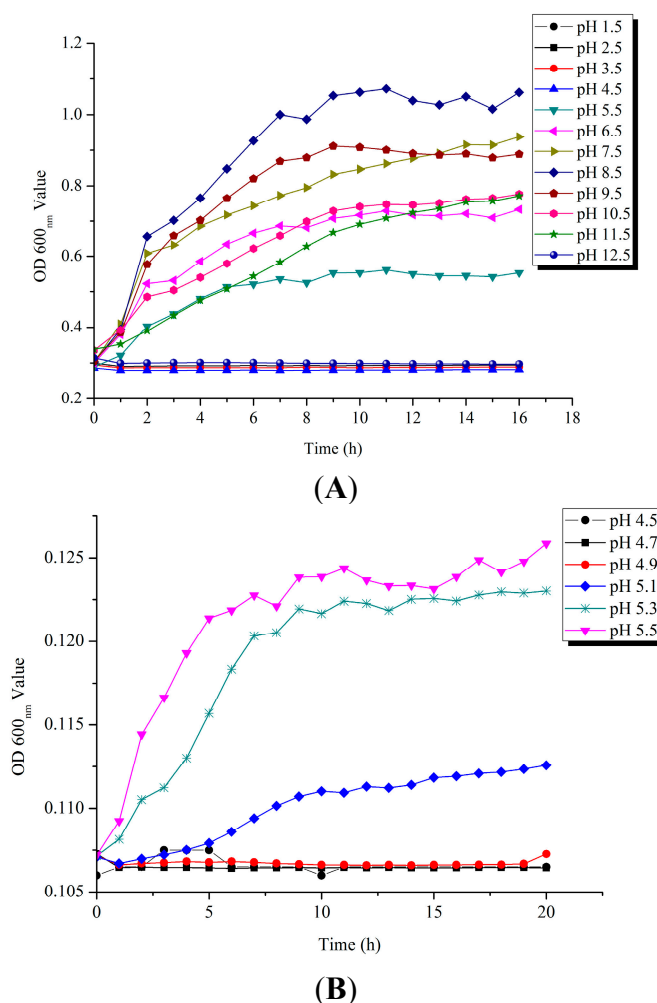 1.2
1.0
0.8
0.6
0.4
0.2
OD 600nm Value
0 2 4 6 8 10 12 14 16 18
Time (h)
pH 1.5
pH 2.5
pH 3.5
pH 4.5
pH 5.5
pH 6.5
pH 7.5
pH 8.5
pH 9.5
pH 10.5
pH 11.5
pH 12.5
(A)
0.125
0.120
0.115
0.110
0.105
OD 600nm Value
0 5 10 15 20
Time (h)
pH 4.5
pH 4.7
pH 4.9
pH 5.1
pH 5.3
pH 5.5
(B)